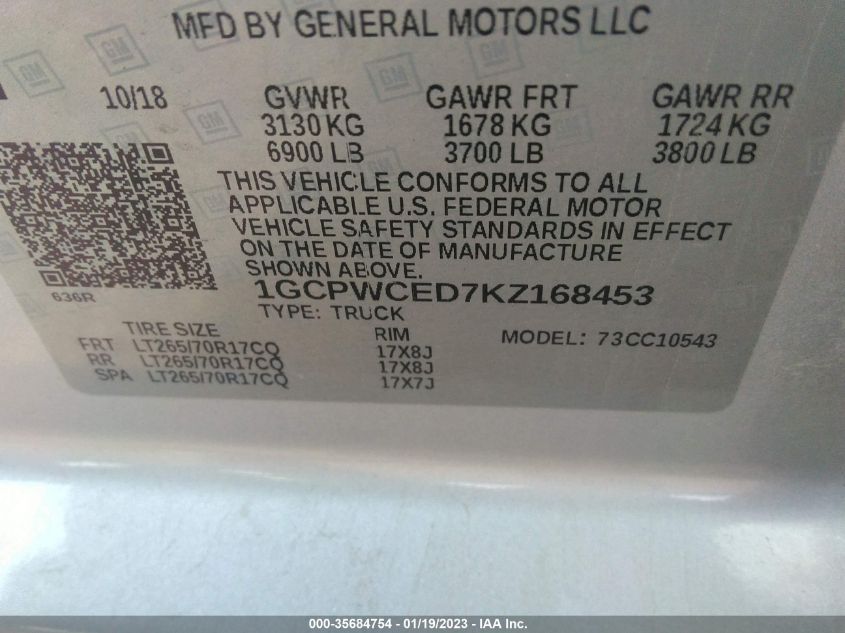 MFD BY GENERAL MOTORS LLC
10/18 GVWR GAWR FRT GAWR RR
3130 KG 1678 KG 1724 KG
6900 LB 3700 LB 3800 LB
THIS VEHICLE CONFORMS TO ALL
APPLICABLE U.S. FEDERAL MOTOR
VEHICLE SAFETY STANDARDS IN EFFECT
ON THE DATE OF MANUFACTURE
SHOWN ABOVE.
636R
1GCPWCED7KZ168453
TYPE: TRUCK
TIRE SIZE RIM MODEL: 73CC10543
FRT LT265/70R17CQ 17X8J
RR LT265/70R17CQ 17X8J
SPA LT265/70R17CQ 17X7J
000-35684754 - 01/19/2023 - IAA Inc.